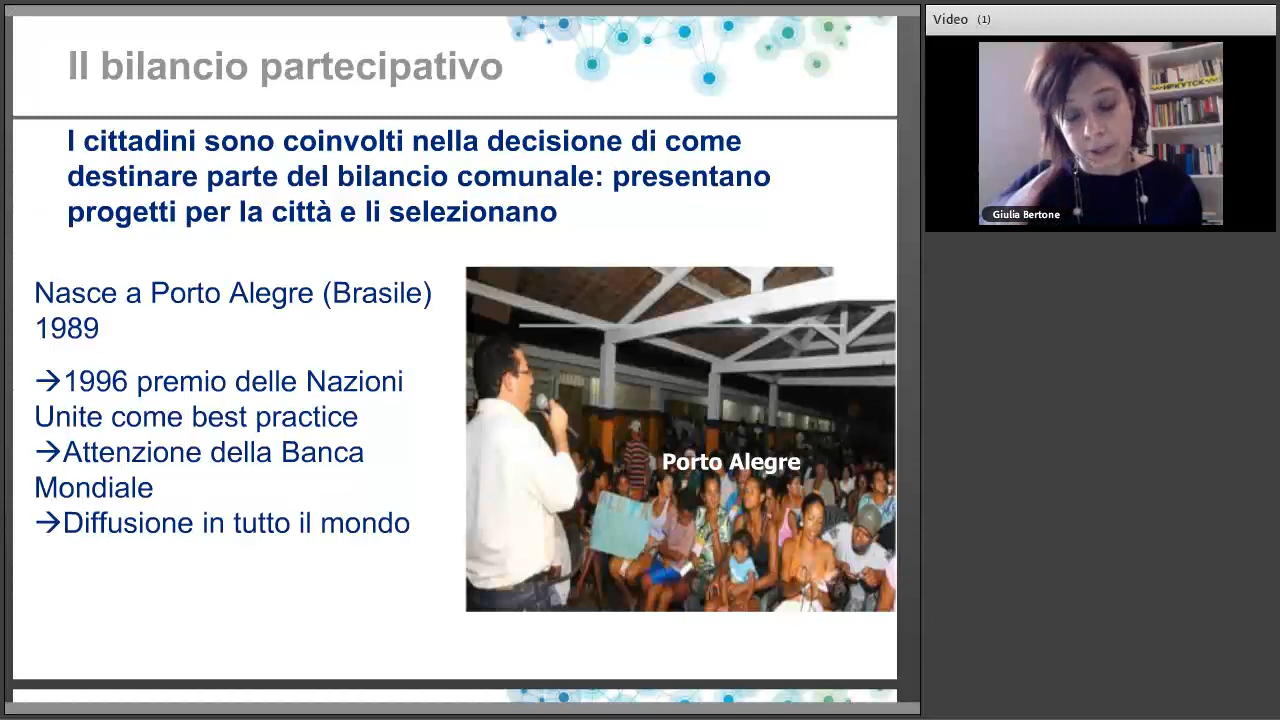 Il bilancio partecipativo
I cittadini sono coinvolti nella decisione di come
destinare parte del bilancio comunale: presentano
progetti per la città e li selezionano
Nasce a Porto Alegre (Brasile)
1989
→1996 premio delle Nazioni
Unite come best practice
→Attenzione della Banca
Mondiale
→Diffusione in tutto il mondo
Porto Alegre
Video (1)
ИРКУТСК
Giulia Bertone